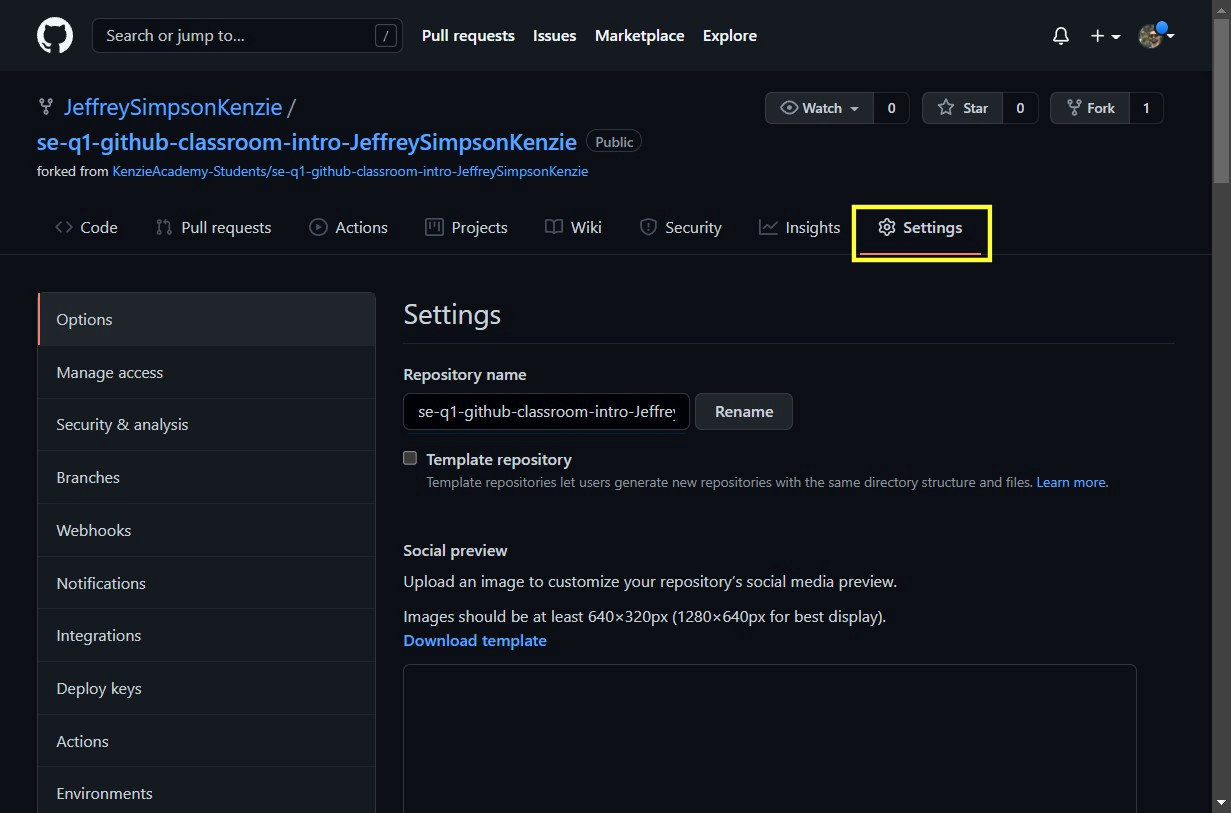 Search or jump to... /
Pull requests Issues Marketplace Explore
JeffreySimpsonKenzie /
se-q1-github-classroom-intro-JeffreySimpsonKenzie Public
forked from KenzieAcademy-Students/se-q1-github-classroom-intro-JeffreySimpsonKenzie
Watch 0 Star 0 Fork 1
Code Pull requests Actions Projects Wiki Security Insights Settings
Options
Manage access
Security & analysis
Branches
Webhooks
Notifications
Integrations
Deploy keys
Actions
Environments
Settings
Repository name
se-q1-github-classroom-intro-Jeffrey Rename
Template repository
Template repositories let users generate new repositories with the same directory structure and files. Learn more.
Social preview
Upload an image to customize your repository’s social media preview.
Images should be at least 640×320px (1280×640px for best display).
Download template